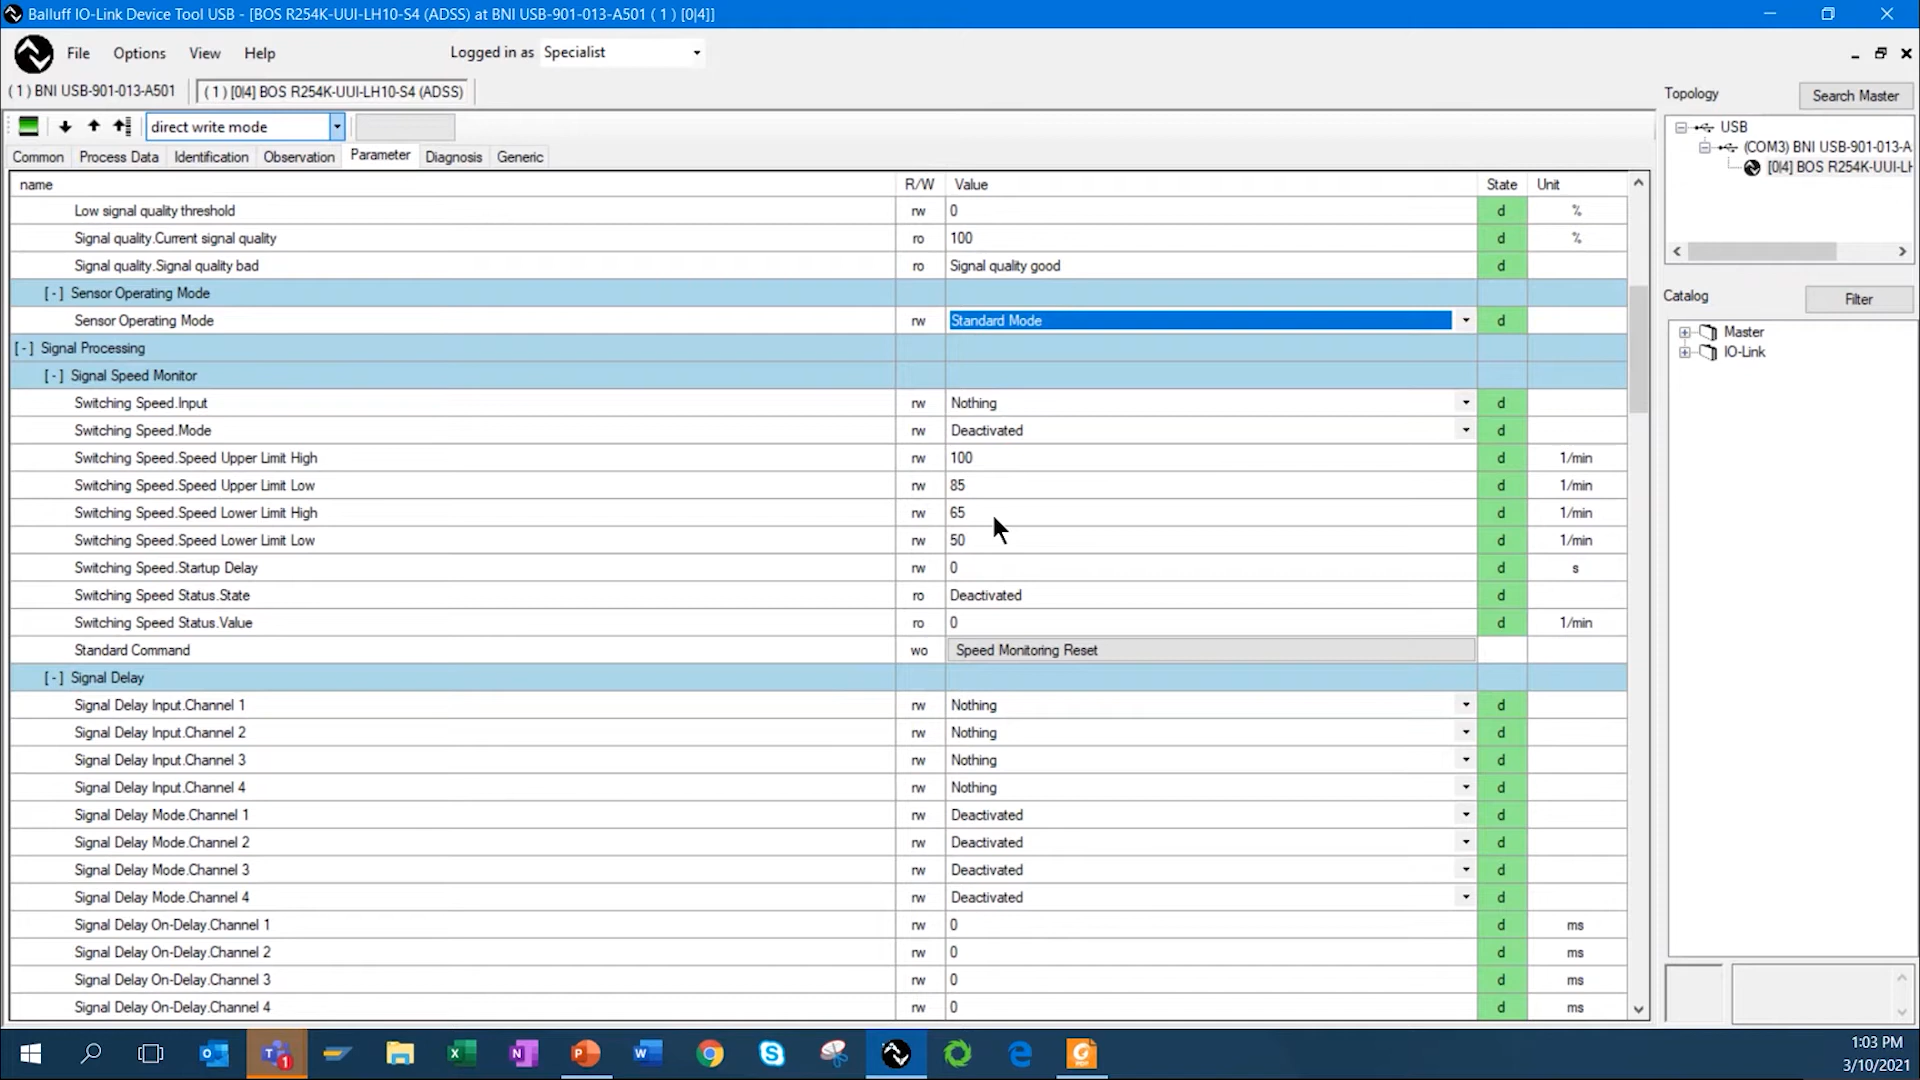 Balluff IO-Link Device Tool USB - [BOS R254K-UUI-LH10-S4 (ADSS) at BNI USB-901-013-A501 ( 1 ) [0|4]]
File Options View Help Logged in as Specialist
( 1 ) BNI USB-901-013-A501 ( 1 ) [0|4] BOS R254K-UUI-LH10-S4 (ADSS)
Topology Search Master
direct write mode
Common Process Data Identification Observation Parameter Diagnosis Generic
USB
(COM3) BNI USB-901-013-A
[0|4] BOS R254K-UUI-LH
name R/W Value State Unit
Low signal quality threshold rw 0 d %
Signal quality.Current signal quality ro 100 d %
Signal quality.Signal quality bad ro Signal quality good d
[-] Sensor Operating Mode
Catalog Filter
Sensor Operating Mode rw Standard Mode d
Master
IO-Link
[-] Signal Processing
[-] Signal Speed Monitor
Switching Speed.Input rw Nothing d
Switching Speed.Mode rw Deactivated d
Switching Speed.Speed Upper Limit High rw 100 d 1/min
Switching Speed.Speed Upper Limit Low rw 85 d 1/min
Switching Speed.Speed Lower Limit High rw 65 d 1/min
Switching Speed.Speed Lower Limit Low rw 50 d 1/min
Switching Speed.Startup Delay rw 0 d s
Switching Speed Status.State ro Deactivated d
Switching Speed Status.Value ro 0 d 1/min
Standard Command wo Speed Monitoring Reset
[-] Signal Delay
Signal Delay Input.Channel 1 rw Nothing d
Signal Delay Input.Channel 2 rw Nothing d
Signal Delay Input.Channel 3 rw Nothing d
Signal Delay Input.Channel 4 rw Nothing d
Signal Delay Mode.Channel 1 rw Deactivated d
Signal Delay Mode.Channel 2 rw Deactivated d
Signal Delay Mode.Channel 3 rw Deactivated d
Signal Delay Mode.Channel 4 rw Deactivated d
Signal Delay On-Delay.Channel 1 rw 0 d ms
Signal Delay On-Delay.Channel 2 rw 0 d ms
Signal Delay On-Delay.Channel 3 rw 0 d ms
Signal Delay On-Delay.Channel 4 rw 0 d ms
1:03 PM
3/10/2021